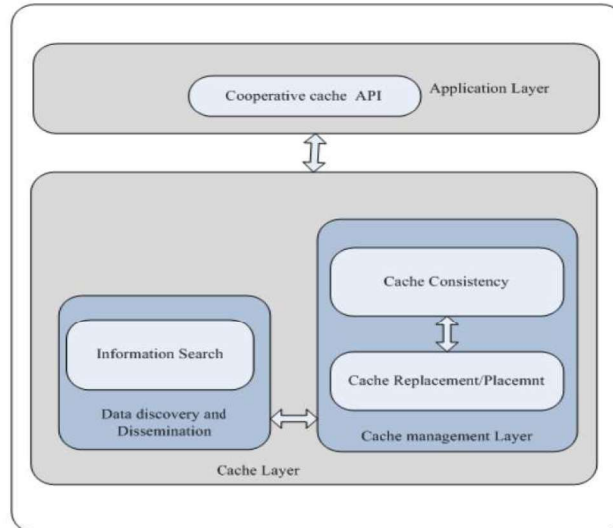 Cooperative cache API
Application Layer
Cache Consistency
Information Search
Cache Replacement/Placemnt
Data discovery and
Dissemination
Cache management Layer
Cache Layer